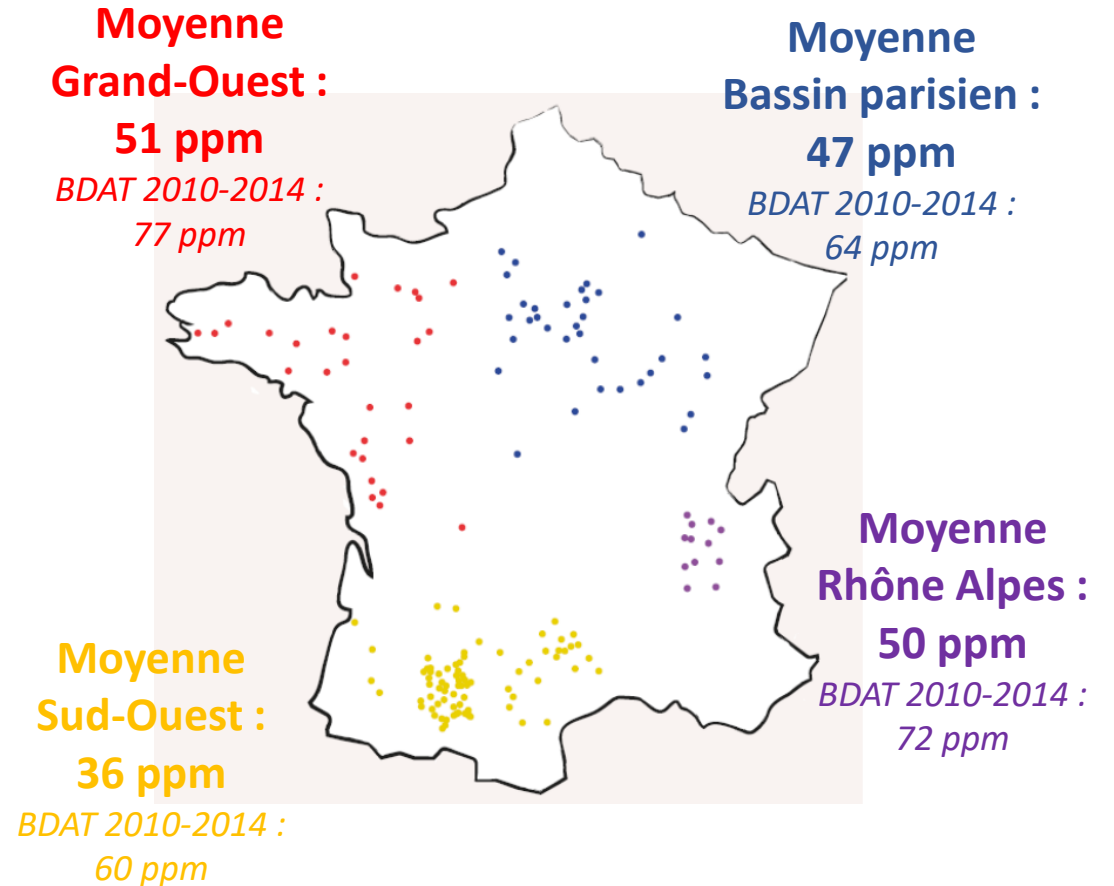 Moyenne
Grand-Ouest :
51 ppm
BDAT 2010-2014 :
77 ppm
Moyenne
Bassin parisien :
47 ppm
BDAT 2010-2014 :
64 ppm
Moyenne
Rhône Alpes :
50 ppm
BDAT 2010-2014 :
72 ppm
Moyenne
Sud-Ouest :
36 ppm
BDAT 2010-2014 :
60 ppm